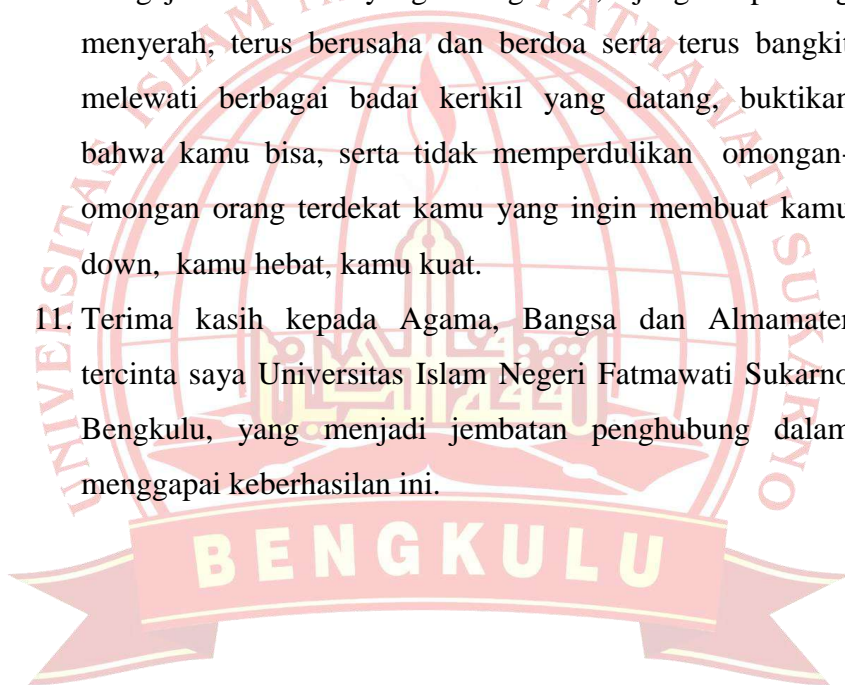 menyerah, terus berusaha dan berdoa serta terus bangkit
melewati berbagai badai kerikil yang datang, buktikan
bahwa kamu bisa, serta tidak memperdulikan omongan-
omongan orang terdekat kamu yang ingin membuat kamu
down, kamu hebat, kamu kuat.
11. Terima kasih kepada Agama, Bangsa dan Almamater
tercinta saya Universitas Islam Negeri Fatmawati Sukarno
Bengkulu, yang menjadi jembatan penghubung dalam
menggapai keberhasilan ini.
BENGKULU